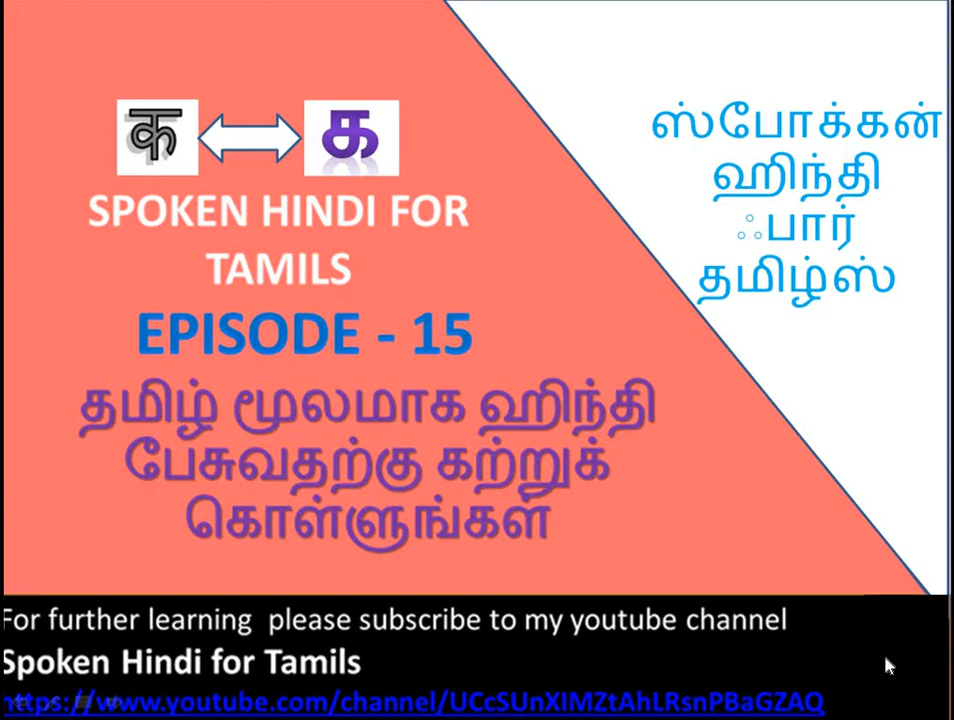 क க
SPOKEN HINDI FOR
TAMILS
EPISODE - 15
தமிழ் மூலமாக ஹிந்தி
பேசுவதற்கு கற்றுக்
கொள்ளுங்கள்
ஸ்போக்கன்
ஹிந்தி
ஃபார்
தமிழ்ஸ்
For further learning please subscribe to my youtube channel
Spoken Hindi for Tamils
https://www.youtube.com/channel/UCcSUnXIMZtAhLRsnPBaGZAQ